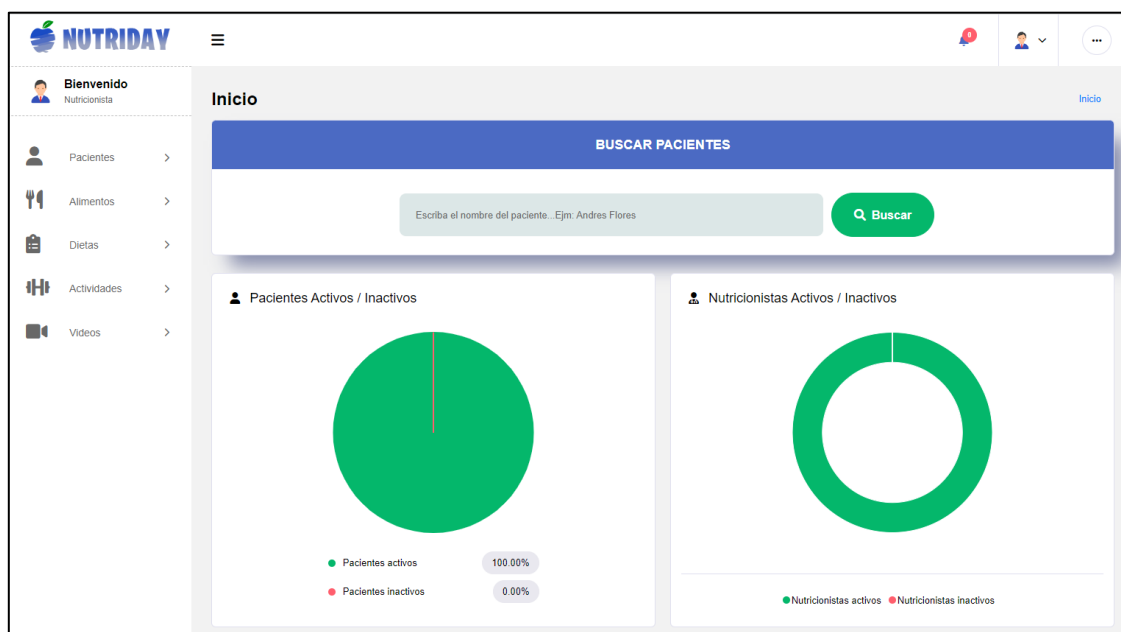 NUTRIDAY
0
Bienvenido
Nutricionista
Inicio
Inicio
Pacientes
Alimentos
Dietas
Actividades
Videos
BUSCAR PACIENTES
Escriba el nombre del paciente...Ejm: Andres Flores
Buscar
Pacientes Activos / Inactivos
Pacientes activos 100.00%
Pacientes inactivos 0.00%
Nutricionistas Activos / Inactivos
Nutricionistas activos Nutricionistas inactivos